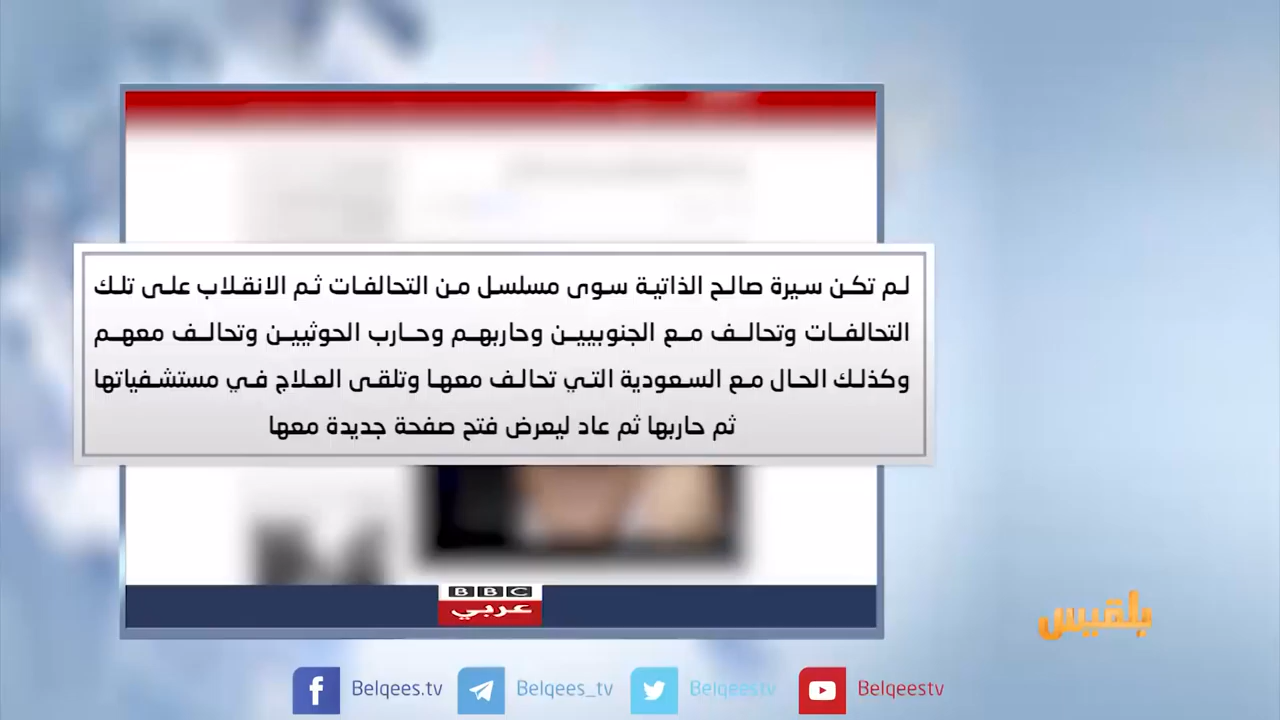 لم تكن سيرة صالح الذاتية سوى مسلسل من التحالفات ثم الانقلاب على تلك
التحالفات وتحالف مع الجنوبيين وحاربهم وحارب الحوثيين وتحالف معهم
وكذلك الحال مع السعودية التي تحالف معها وتلقى العلاج في مستشفياتها
ثم حاربها ثم عاد ليعرض فتح صفحة جديدة معها
BBC
عربي
بلقيس
Belqees.tv
Belqees_tv
Belqeestv
Belqeestv